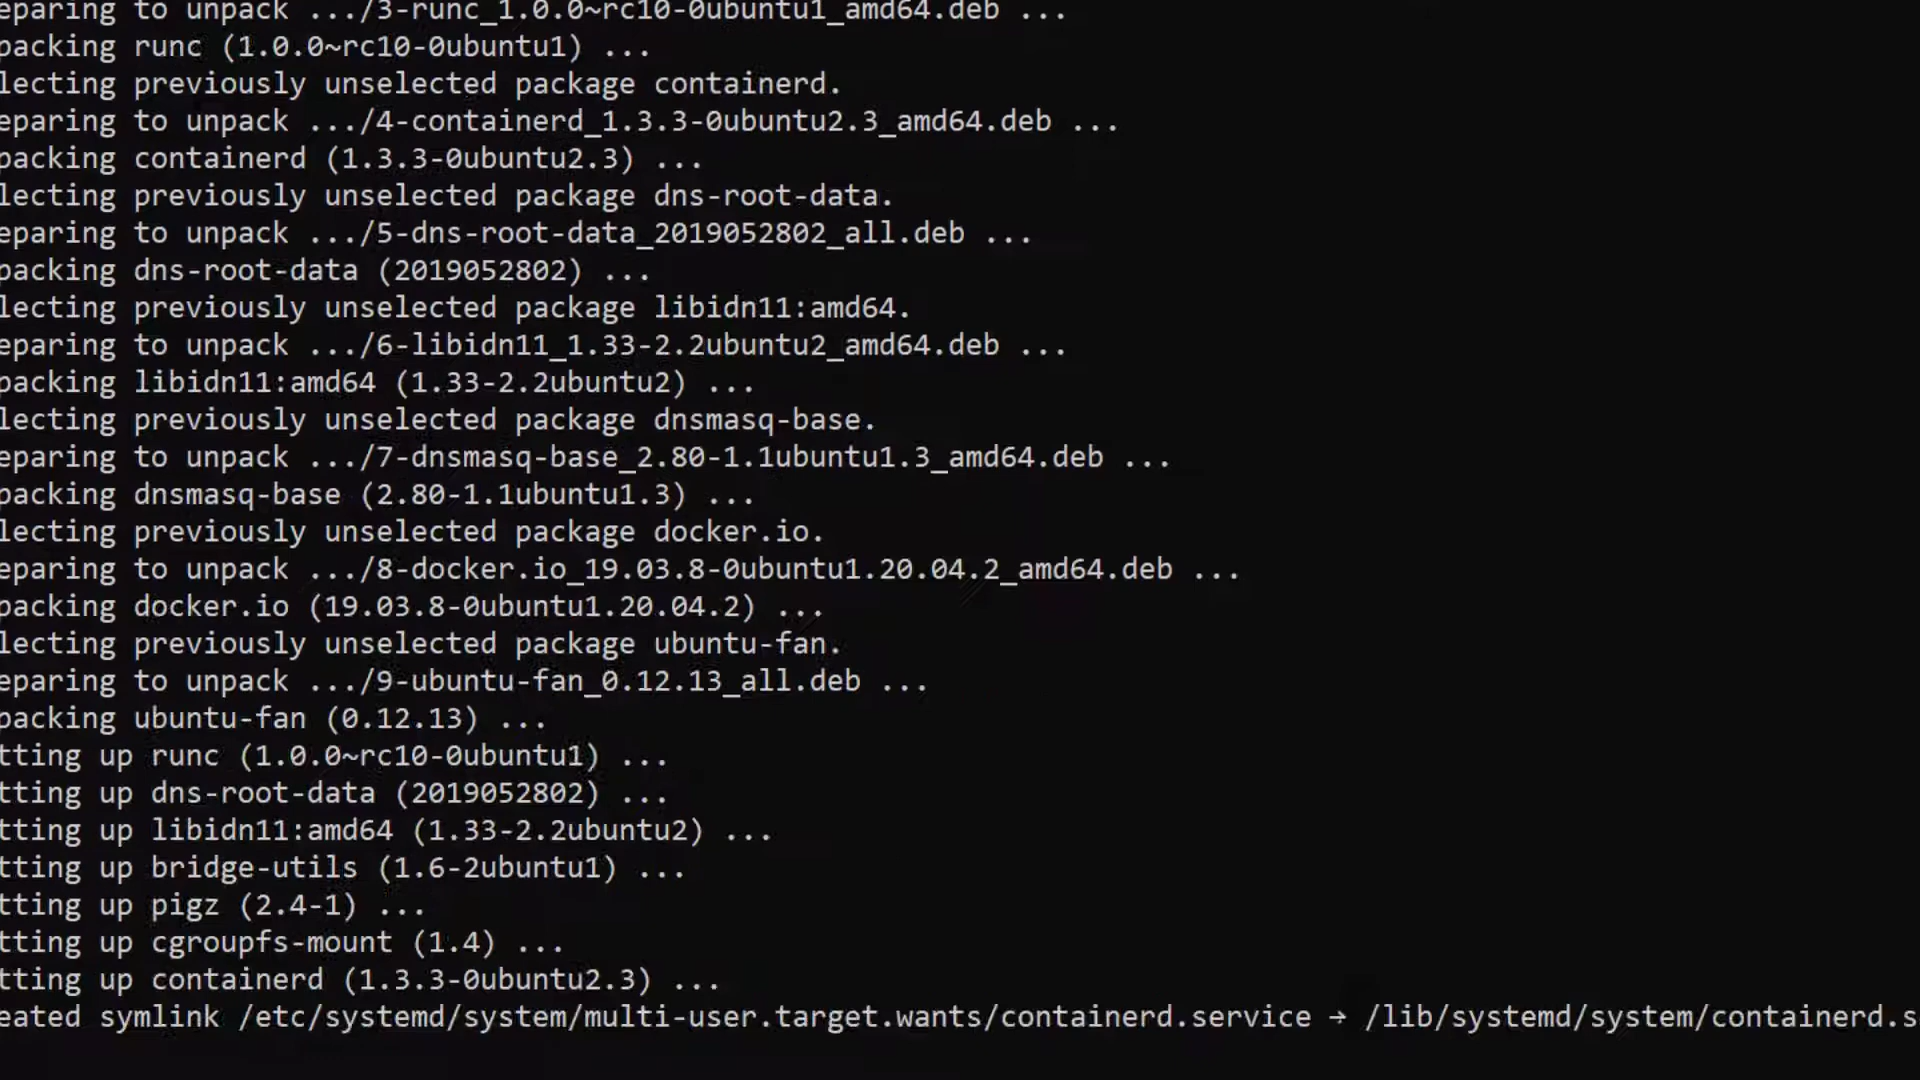 eparing to unpack .../3-runc_1.0.0~rc10-0ubuntu1_amd64.deb ...
packing runc (1.0.0~rc10-0ubuntu1) ...
lecting previously unselected package containerd.
eparing to unpack .../4-containerd_1.3.3-0ubuntu2.3_amd64.deb ...
packing containerd (1.3.3-0ubuntu2.3) ...
lecting previously unselected package dns-root-data.
eparing to unpack .../5-dns-root-data_2019052802_all.deb ...
packing dns-root-data (2019052802) ...
lecting previously unselected package libidn11:amd64.
eparing to unpack .../6-libidn11_1.33-2.2ubuntu2_amd64.deb ...
packing libidn11:amd64 (1.33-2.2ubuntu2) ...
lecting previously unselected package dnsmasq-base.
eparing to unpack .../7-dnsmasq-base_2.80-1.1ubuntu1.3_amd64.deb ...
packing dnsmasq-base (2.80-1.1ubuntu1.3) ...
lecting previously unselected package docker.io.
eparing to unpack .../8-docker.io_19.03.8-0ubuntu1.20.04.2_amd64.deb ...
packing docker.io (19.03.8-0ubuntu1.20.04.2) ...
lecting previously unselected package ubuntu-fan.
eparing to unpack .../9-ubuntu-fan_0.12.13_all.deb ...
packing ubuntu-fan (0.12.13) ...
tting up runc (1.0.0~rc10-0ubuntu1) ...
tting up dns-root-data (2019052802) ...
tting up libidn11:amd64 (1.33-2.2ubuntu2) ...
tting up bridge-utils (1.6-2ubuntu1) ...
tting up pigz (2.4-1) ...
tting up cgroupfs-mount (1.4) ...
tting up containerd (1.3.3-0ubuntu2.3) ...
eated symlink /etc/systemd/system/multi-user.target.wants/containerd.service → /lib/systemd/system/containerd.s